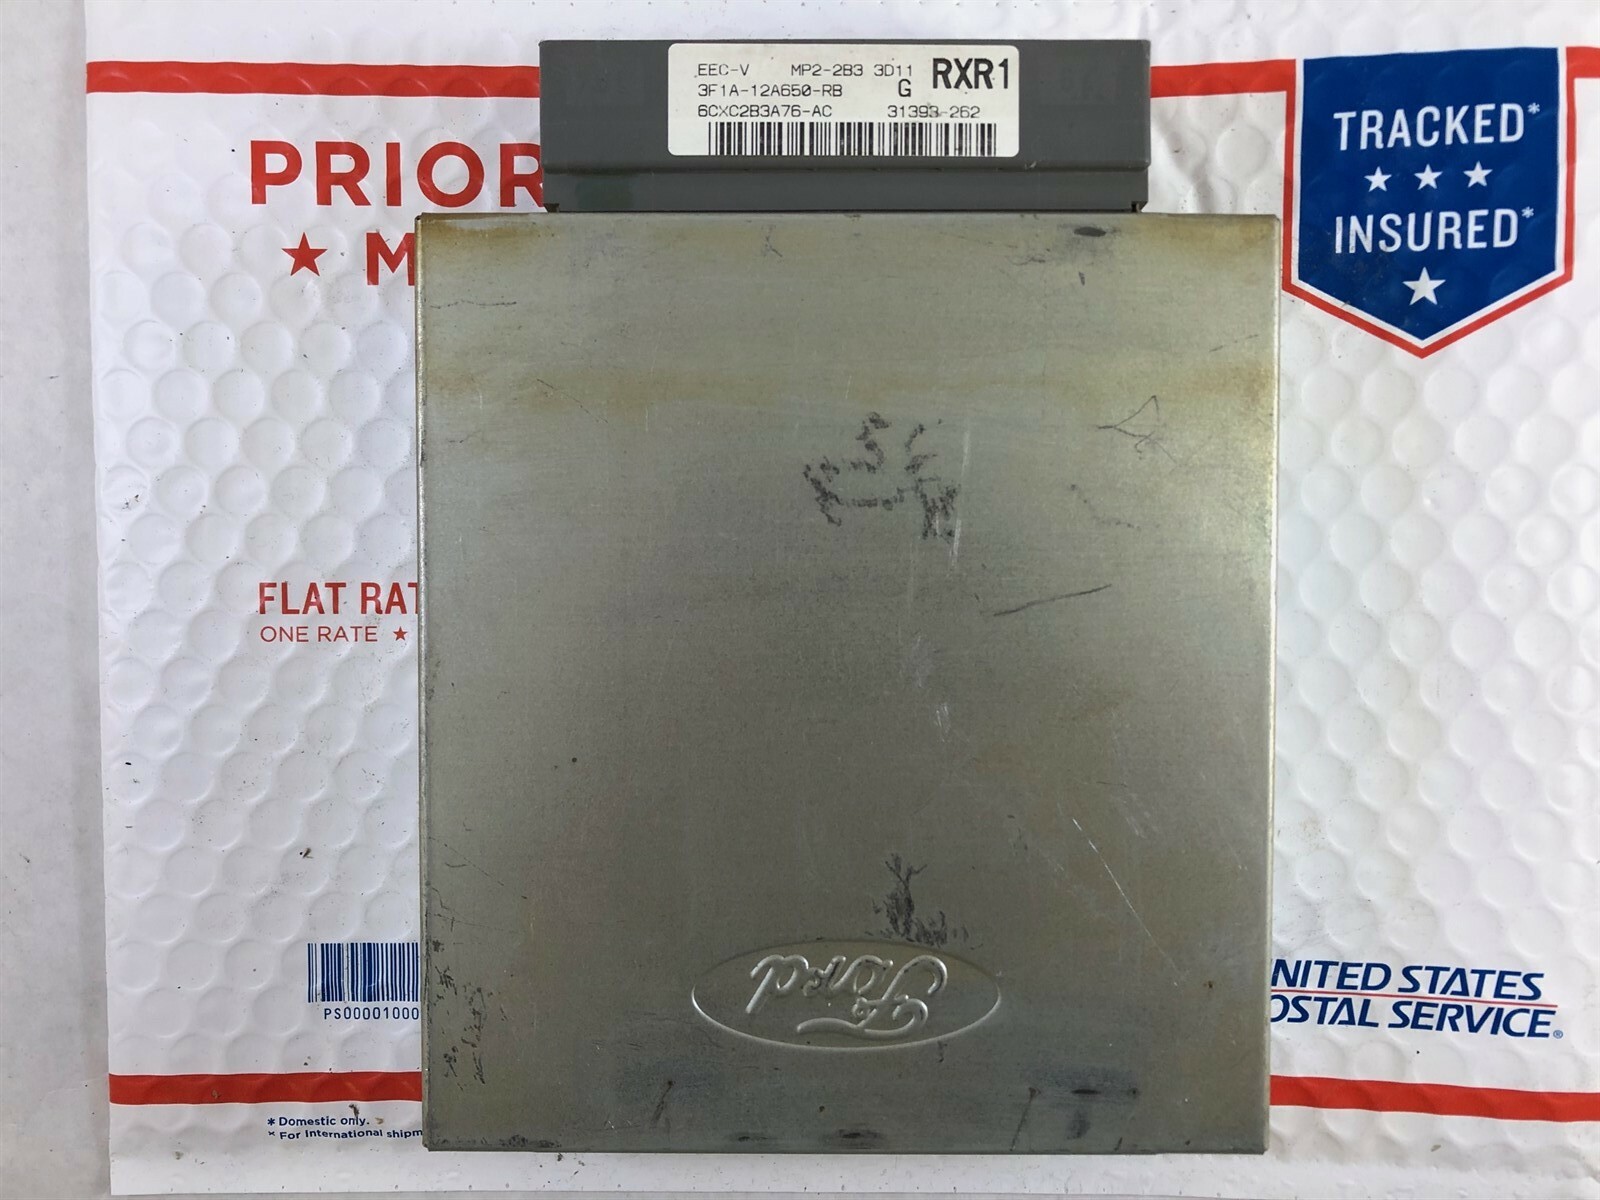 EEC-V MP2-2B3 3D11 RXR1
3F1A-12A650-RB G
6CXC2B3A76-AC 31393-262
PRIOR
★ M
TRACKED*
★ ★ ★
INSURED*
★
FLAT RAT
ONE RATE ★
Ford
PS00001000
NITED STATES
OSTAL SERVICE®
* Domestic only.
× For International shipm